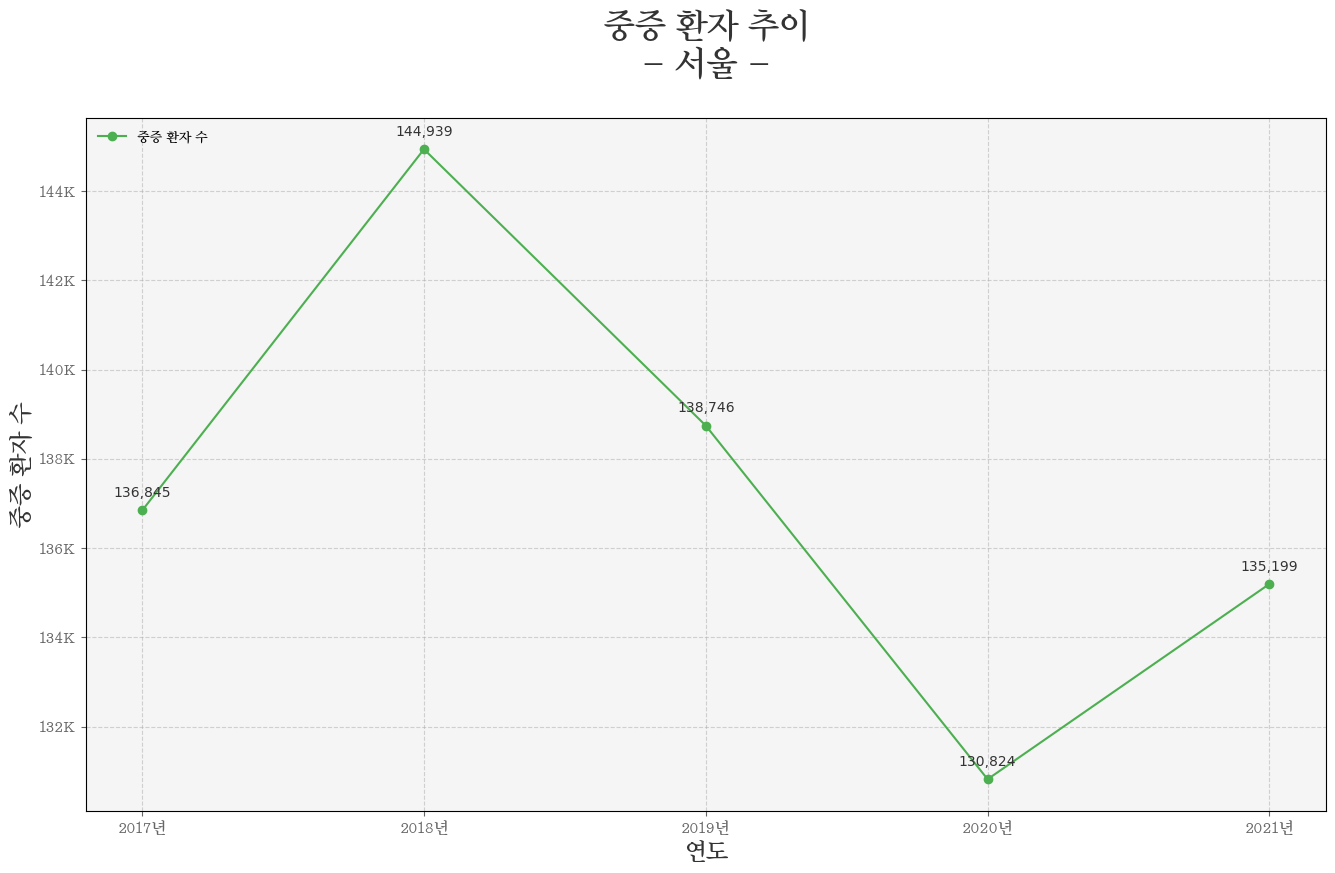 중증 환자 추이
- 서울 -
중증 환자 수
144,939
144K
142K
140K
138,746
138K
136,845
136K
135,199
134K
132K
130,824
중증 환자 수
2017년 2018년 2019년 2020년 2021년
연도